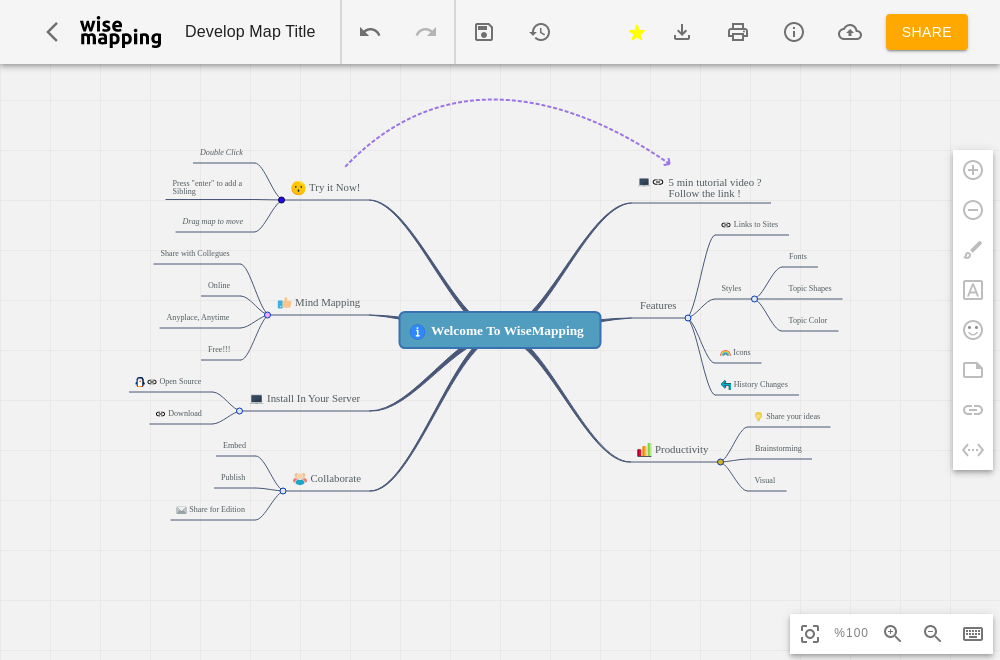 wise
mapping
Develop Map Title
SHARE
Double Click
Press "enter" to add a
Sibling
Drag map to move
Try it Now!
Share with Collegues
Online
Anyplace, Anytime
Free!!!
Mind Mapping
Open Source
Download
Install In Your Server
Embed
Publish
Share for Edition
Collaborate
Welcome To WiseMapping
5 min tutorial video ?
Follow the link !
Features
Links to Sites
Styles
Fonts
Topic Shapes
Topic Color
Icons
History Changes
Productivity
Share your ideas
Brainstorming
Visual
%100